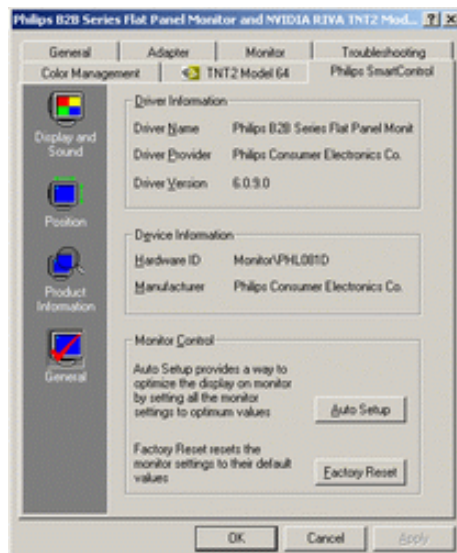 Philips B2B Series Flat Panel Monitor and NVIDIA RIVA TNT2 Mod...
General Adapter Monitor Troubleshooting
Color Management TNT2 Model 64 Philips SmartControl
Display and
Sound
Position
Product
Information
General
Driver Information
Driver Name Philips B2B Series Flat Panel Monit
Driver Provider Philips Consumer Electronics Co.
Driver Version 6.0.9.0
Device Information
Hardware ID Monitor\PHL081D
Manufacturer Philips Consumer Electronics Co.
Monitor Control
Auto Setup provides a way to
optimize the display on monitor
by setting all the monitor
settings to optimum values
Auto Setup
Factory Reset resets the
monitor settings to their default
values
Factory Reset
OK Cancel Apply